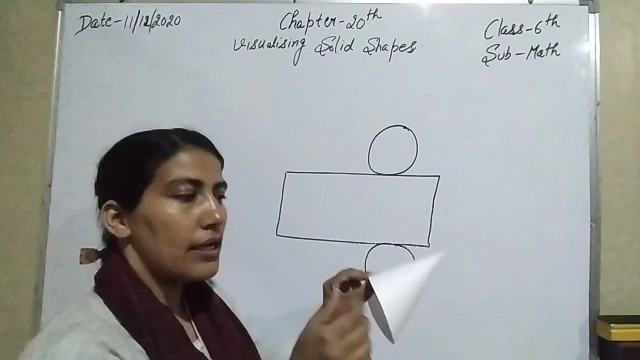 Date-11/12/2020
Chapter-20th
Visualising Solid Shapes
Class-6th
Sub-Math